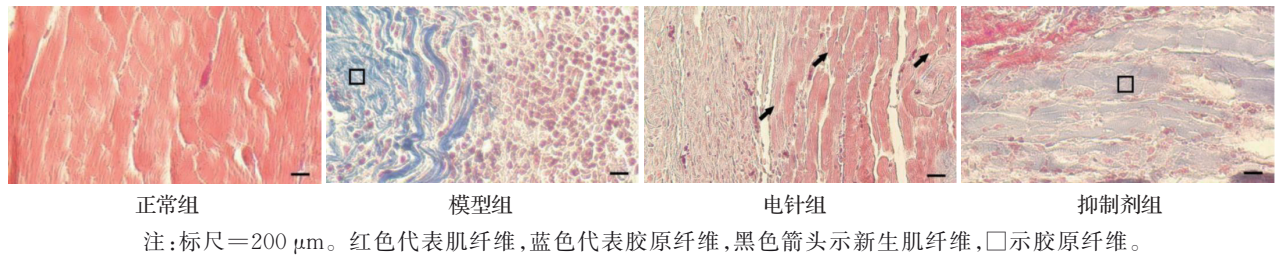 正常组
模型组
电针组
抑制剂组
注:标尺=200 μm。红色代表肌纤维,蓝色代表胶原纤维,黑色箭头示新生肌纤维,□示胶原纤维。